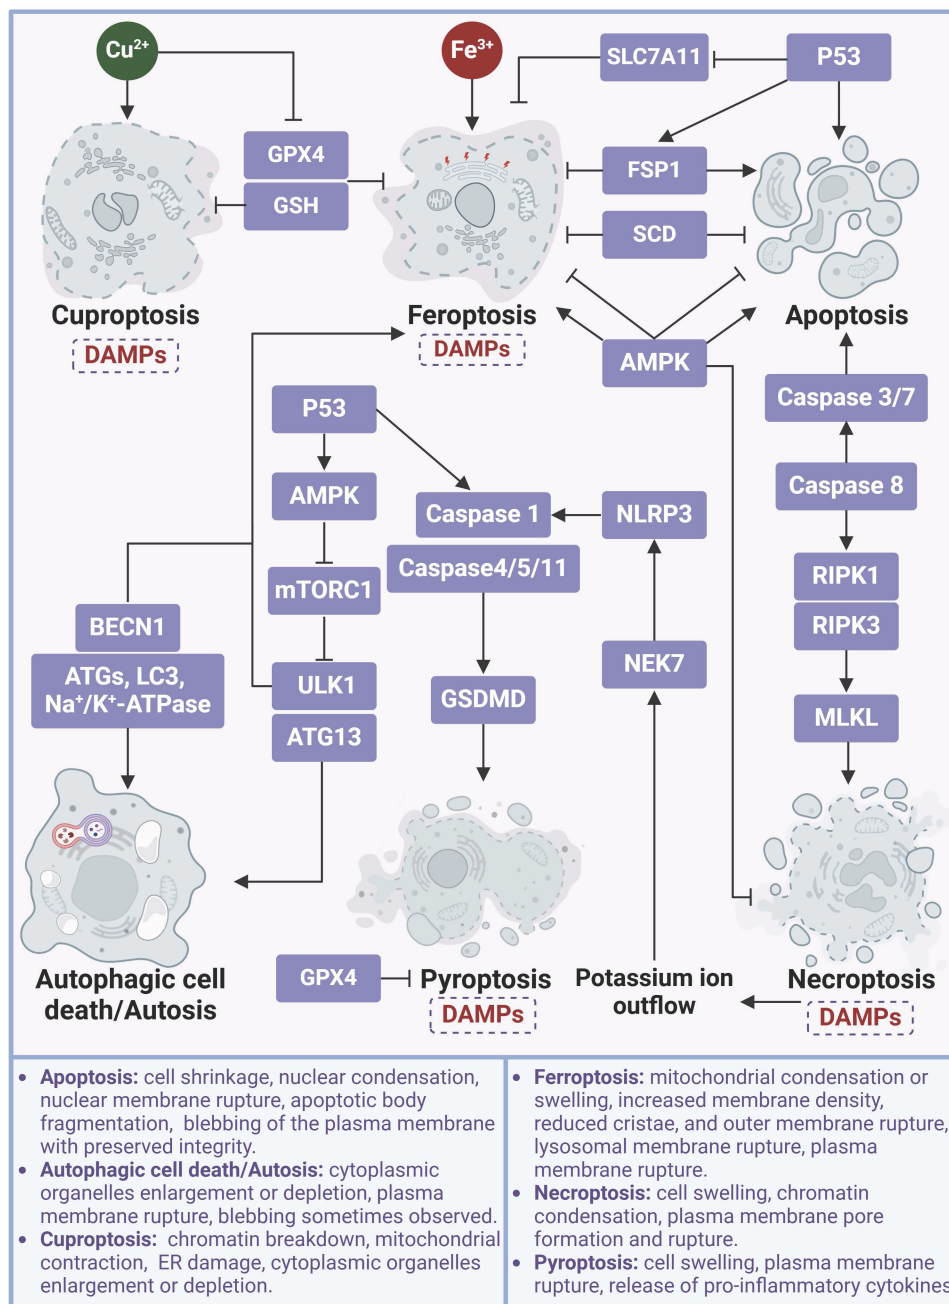 Cu²⁺
Fe³⁺
SLC7A11
P53
GPX4
GSH
FSP1
SCD
Cuproptosis
DAMPs
Feroptosis
DAMPs
Apoptosis
AMPK
P53
Caspase 3/7
AMPK
Caspase 1
NLRP3
Caspase 8
Caspase4/5/11
mTORC1
RIPK1
RIPK3
BECN1
ATGs, LC3,
Na⁺/K⁺-ATPase
ULK1
ATG13
GSDMD
NEK7
MLKL
Autophagic cell
death/Autosis
GPX4
Pyroptosis
DAMPs
Potassium ion
outflow
Necroptosis
DAMPs
• Apoptosis: cell shrinkage, nuclear condensation,
nuclear membrane rupture, apoptotic body
fragmentation, blebbing of the plasma membrane
with preserved integrity.
• Autophagic cell death/Autosis: cytoplasmic
organelles enlargement or depletion, plasma
membrane rupture, blebbing sometimes observed.
• Cuproptosis: chromatin breakdown, mitochondrial
contraction, ER damage, cytoplasmic organelles
enlargement or depletion.
• Ferroptosis: mitochondrial condensation or
swelling, increased membrane density,
reduced cristae, and outer membrane rupture,
lysosomal membrane rupture, plasma
membrane rupture.
• Necroptosis: cell swelling, chromatin
condensation, plasma membrane pore
formation and rupture.
• Pyroptosis: cell swelling, plasma membrane
rupture, release of pro-inflammatory cytokines